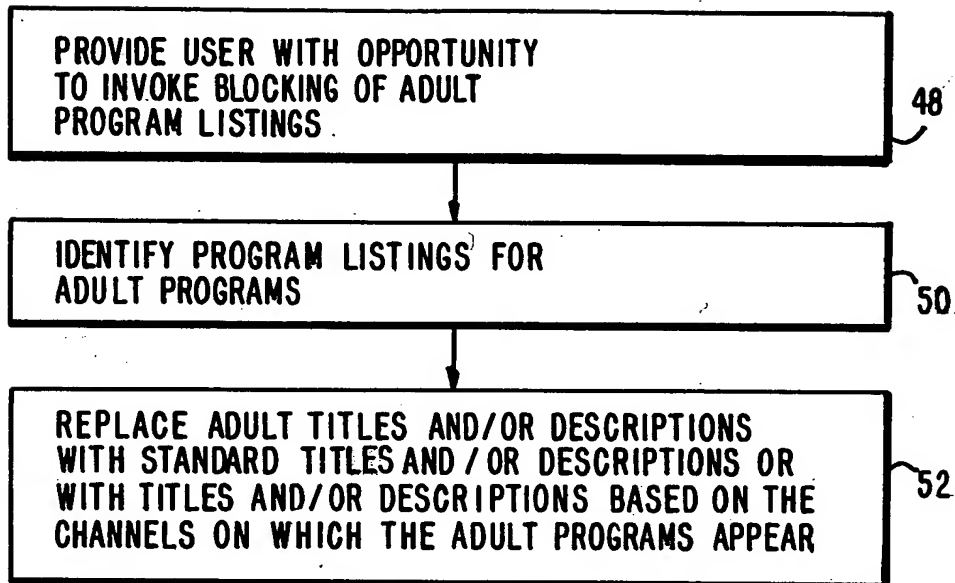 PROVIDE USER WITH OPPORTUNITY
TO INVOKE BLOCKING OF ADULT
PROGRAM LISTINGS
48
IDENTIFY PROGRAM LISTINGS FOR
ADULT PROGRAMS
50
REPLACE ADULT TITLES AND/OR DESCRIPTIONS
WITH STANDARD TITLES AND / OR DESCRIPTIONS OR
WITH TITLES AND/OR DESCRIPTIONS BASED ON THE
CHANNELS ON WHICH THE ADULT PROGRAMS APPEAR
52